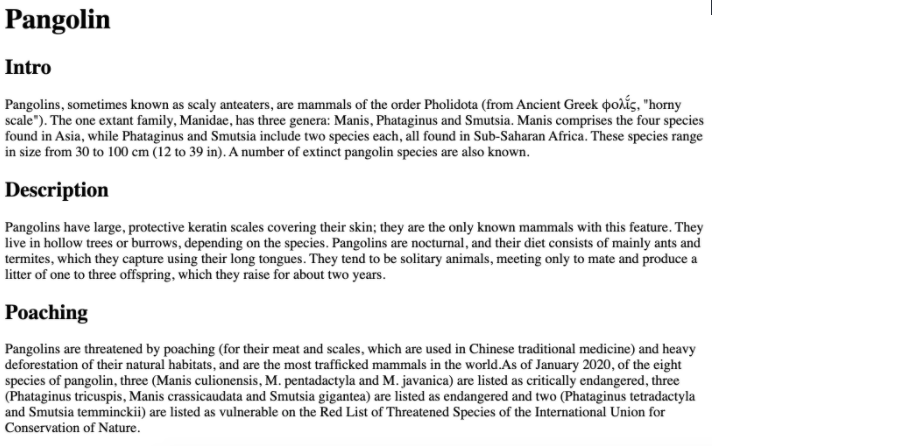 Pangolin
Intro
Pangolins, sometimes known as scaly anteaters, are mammals of the order Pholidota (from Ancient Greek φολῐ́ς, "horny
scale"). The one extant family, Manidae, has three genera: Manis, Phataginus and Smutsia. Manis comprises the four species
found in Asia, while Phataginus and Smutsia include two species each, all found in Sub-Saharan Africa. These species range
in size from 30 to 100 cm (12 to 39 in). A number of extinct pangolin species are also known.
Description
Pangolins have large, protective keratin scales covering their skin; they are the only known mammals with this feature. They
live in hollow trees or burrows, depending on the species. Pangolins are nocturnal, and their diet consists of mainly ants and
termites, which they capture using their long tongues. They tend to be solitary animals, meeting only to mate and produce a
litter of one to three offspring, which they raise for about two years.
Poaching
Pangolins are threatened by poaching (for their meat and scales, which are used in Chinese traditional medicine) and heavy
deforestation of their natural habitats, and are the most trafficked mammals in the world.As of January 2020, of the eight
species of pangolin, three (Manis culionensis, M. pentadactyla and M. javanica) are listed as critically endangered, three
(Phataginus tricuspis, Manis crassicaudata and Smutsia gigantea) are listed as endangered and two (Phataginus tetradactyla
and Smutsia temminckii) are listed as vulnerable on the Red List of Threatened Species of the International Union for
Conservation of Nature.